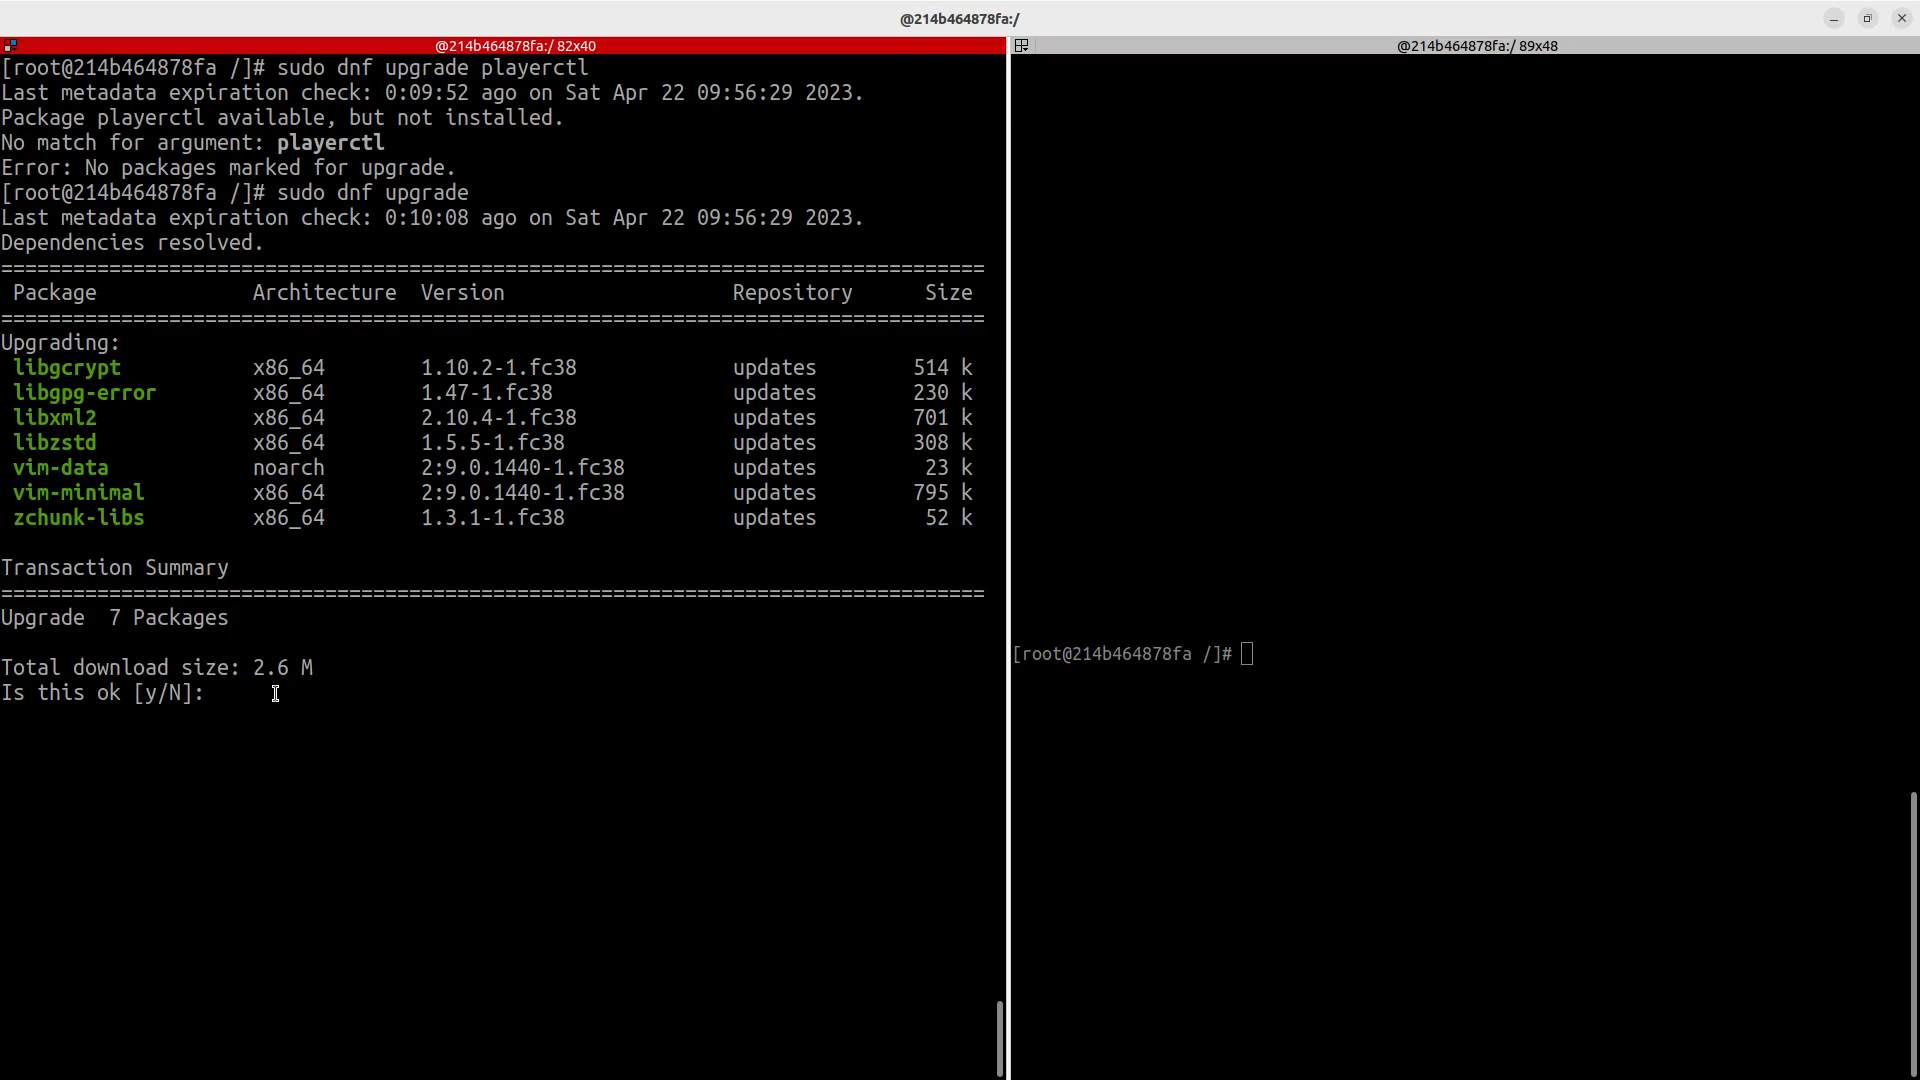 @214b464878fa:/
@214b464878fa:/ 82x40
[root@214b464878fa /]# sudo dnf upgrade playerctl
Last metadata expiration check: 0:09:52 ago on Sat Apr 22 09:56:29 2023.
Package playerctl available, but not installed.
No match for argument: playerctl
Error: No packages marked for upgrade.
[root@214b464878fa /]# sudo dnf upgrade
Last metadata expiration check: 0:10:08 ago on Sat Apr 22 09:56:29 2023.
Dependencies resolved.
==================================================================================
Package Architecture Version Repository Size
==================================================================================
Upgrading:
libgcrypt x86_64 1.10.2-1.fc38 updates 514 k
libgpg-error x86_64 1.47-1.fc38 updates 230 k
libxml2 x86_64 2.10.4-1.fc38 updates 701 k
libzstd x86_64 1.5.5-1.fc38 updates 308 k
vim-data noarch 2:9.0.1440-1.fc38 updates 23 k
vim-minimal x86_64 2:9.0.1440-1.fc38 updates 795 k
zchunk-libs x86_64 1.3.1-1.fc38 updates 52 k
Transaction Summary
==================================================================================
Upgrade 7 Packages
Total download size: 2.6 M
Is this ok [y/N]:
@214b464878fa:/ 89x48
[root@214b464878fa /]#